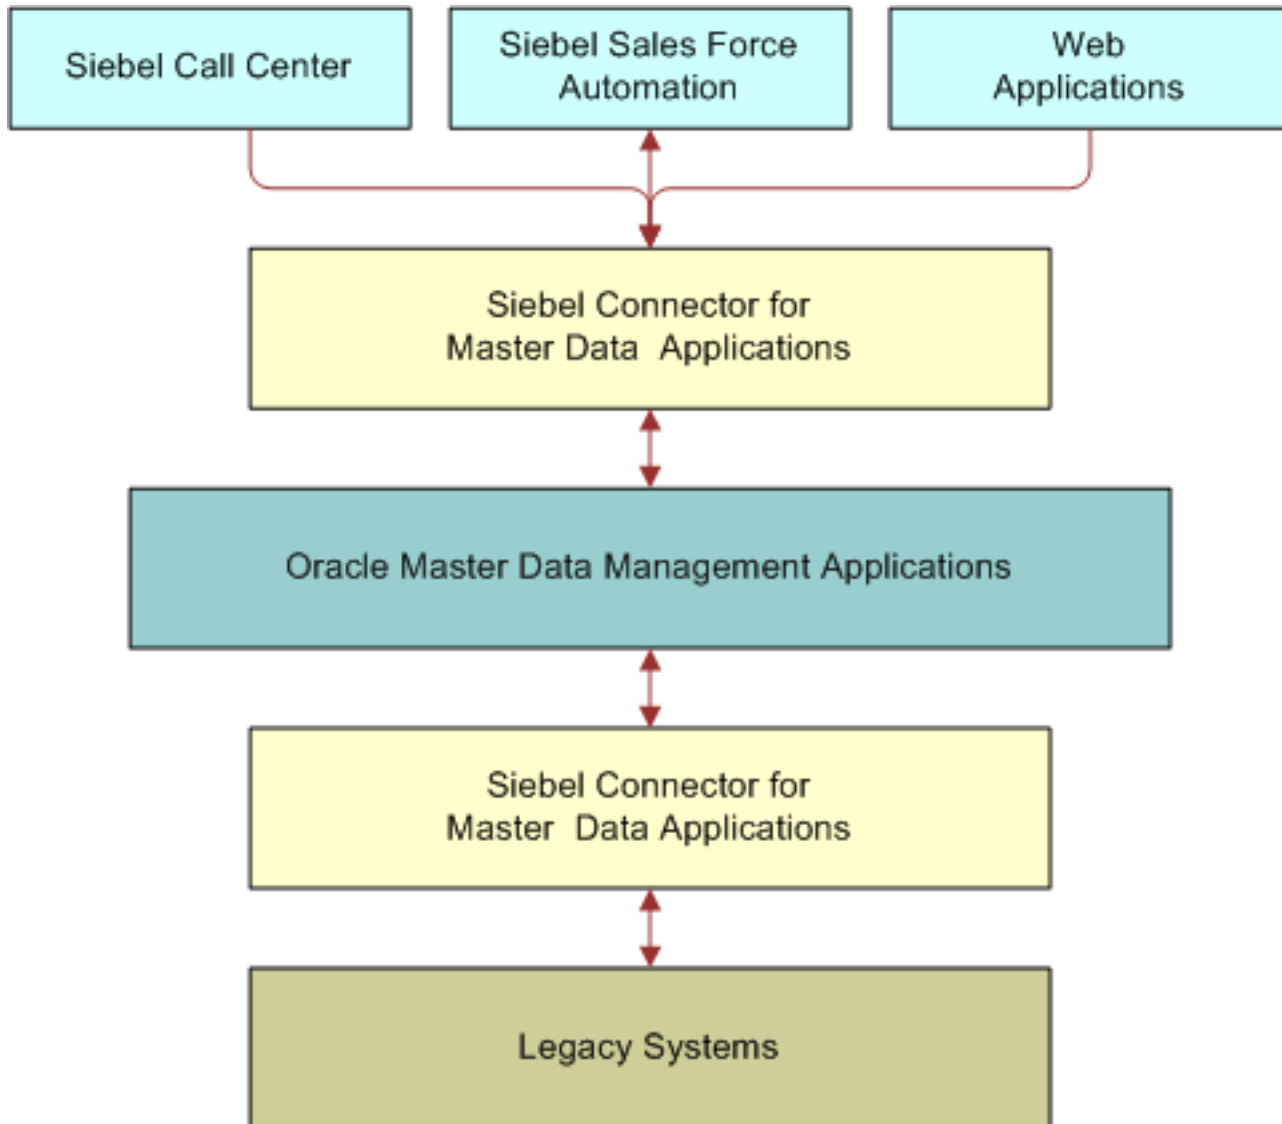 Siebel Call Center
Siebel Sales Force
Automation
Web
Applications
Siebel Connector for
Master Data  Applications
Oracle Master Data Management Applications
Siebel Connector for
Master  Data Applications
Legacy Systems